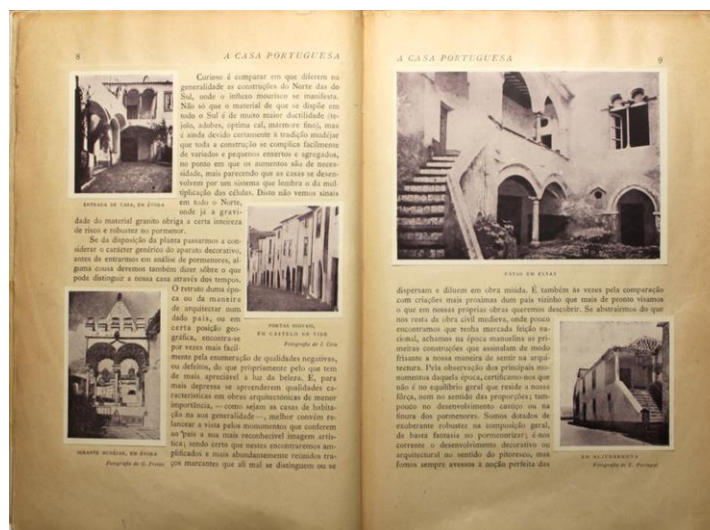 8
A CASA PORTUGUESA
Curioso é comparar em que diferem na
generalidade as construções do Norte das do
Sul, onde o influxo mourisco se manifesta.
Não só que o material de que se dispõe em
todo o Sul é de muito maior ductilidade (te-
jolo, adobes, óptima cal, mármore fino), mas
é ainda devido certamente à tradição mudéjar
que toda a construção se complica facilmente
de variados e pequenos enxertos e agregados,
no ponto em que os aumentos são de neces-
sidade, mais parecendo que as casas se desen-
volvem por um sistema que lembra o da mul-
tiplicação das células. Disto não vemos sinais
em todo o Norte,
onde já a gravi-
dade do material granito obriga a certa inteireza
de risco e robustez no pormenor.
ENTRADA DE CASA, EM ÉVORA
Se da disposição da planta passarmos a con-
siderar o carácter genérico do aparato decorativo,
antes de entrarmos em análise de pormenores, al-
guma cousa devemos também dizer sôbre o que
pode distinguir a nossa casa através dos tempos.
O retrato duma épo-
ca ou da maneira
de arquitectar num
dado país, ou em
certa posição geo-
gráfica, encontra-se
por vezes mais fàcil-
mente pela enumeração de qualidades negativas,
ou defeitos, do que pròpriamente pelo que tem
de mais apreciável à luz da beleza. E, para
mais depressa se apreenderem qualidades ca-
racterísticas em obras arquitectónicas de menor
importância, — como sejam as casas de habita-
ção na sua generalidade —, melhor convém re-
lancear a vista pelos monumentos que conferem
ao país a sua mais reconhecível imagem artís-
tica; sendo certo que nestes encontraremos am-
plificados e mais abundantemente reünidos tra-
ços marcantes que ali mal se distinguem ou se
PORTAS OGIVAIS,
EM CASTELO DE VIDE
Fotografia de J.
MIRANTE MUDÉJAR, EM ÉVORA
Fotografia de
A CASA PORTUGUESA
9
PÁTIO EM ELVAS
dispersam e diluem em obra miúda. É também às vezes pela comparação
com criações mais próximas dum país vizinho que mais de pronto visamos
o que em nossas próprias obras queremos descobrir. Se abstrairmos do que
nos resta da obra civil medieva, onde pouco
encontramos que tenha marcada feição na-
cional, achamos na época manuelina as pri-
meiras construções que assinalam de modo
frisante a nossa maneira de sentir na arqui-
tectura. Pela observação dos principais mo-
numentos daquela época, certificamo-nos que
não é no equilíbrio geral que reside a nossa
fôrça, nem no sentido das proporções; tam-
pouco no desenvolvimento castiço ou na
finura dos pormenores. Somos dotados de
exuberante robustez na composição geral,
de basta fantasia no pormenorizar; é-nos
corrente o desenvolvimento decorativo ou
arquitectural no sentido do pitoresco, mas
fomos sempre avessos à noção perfeita das
EM ALJUBARROTA
Fotografia de E. Portugal